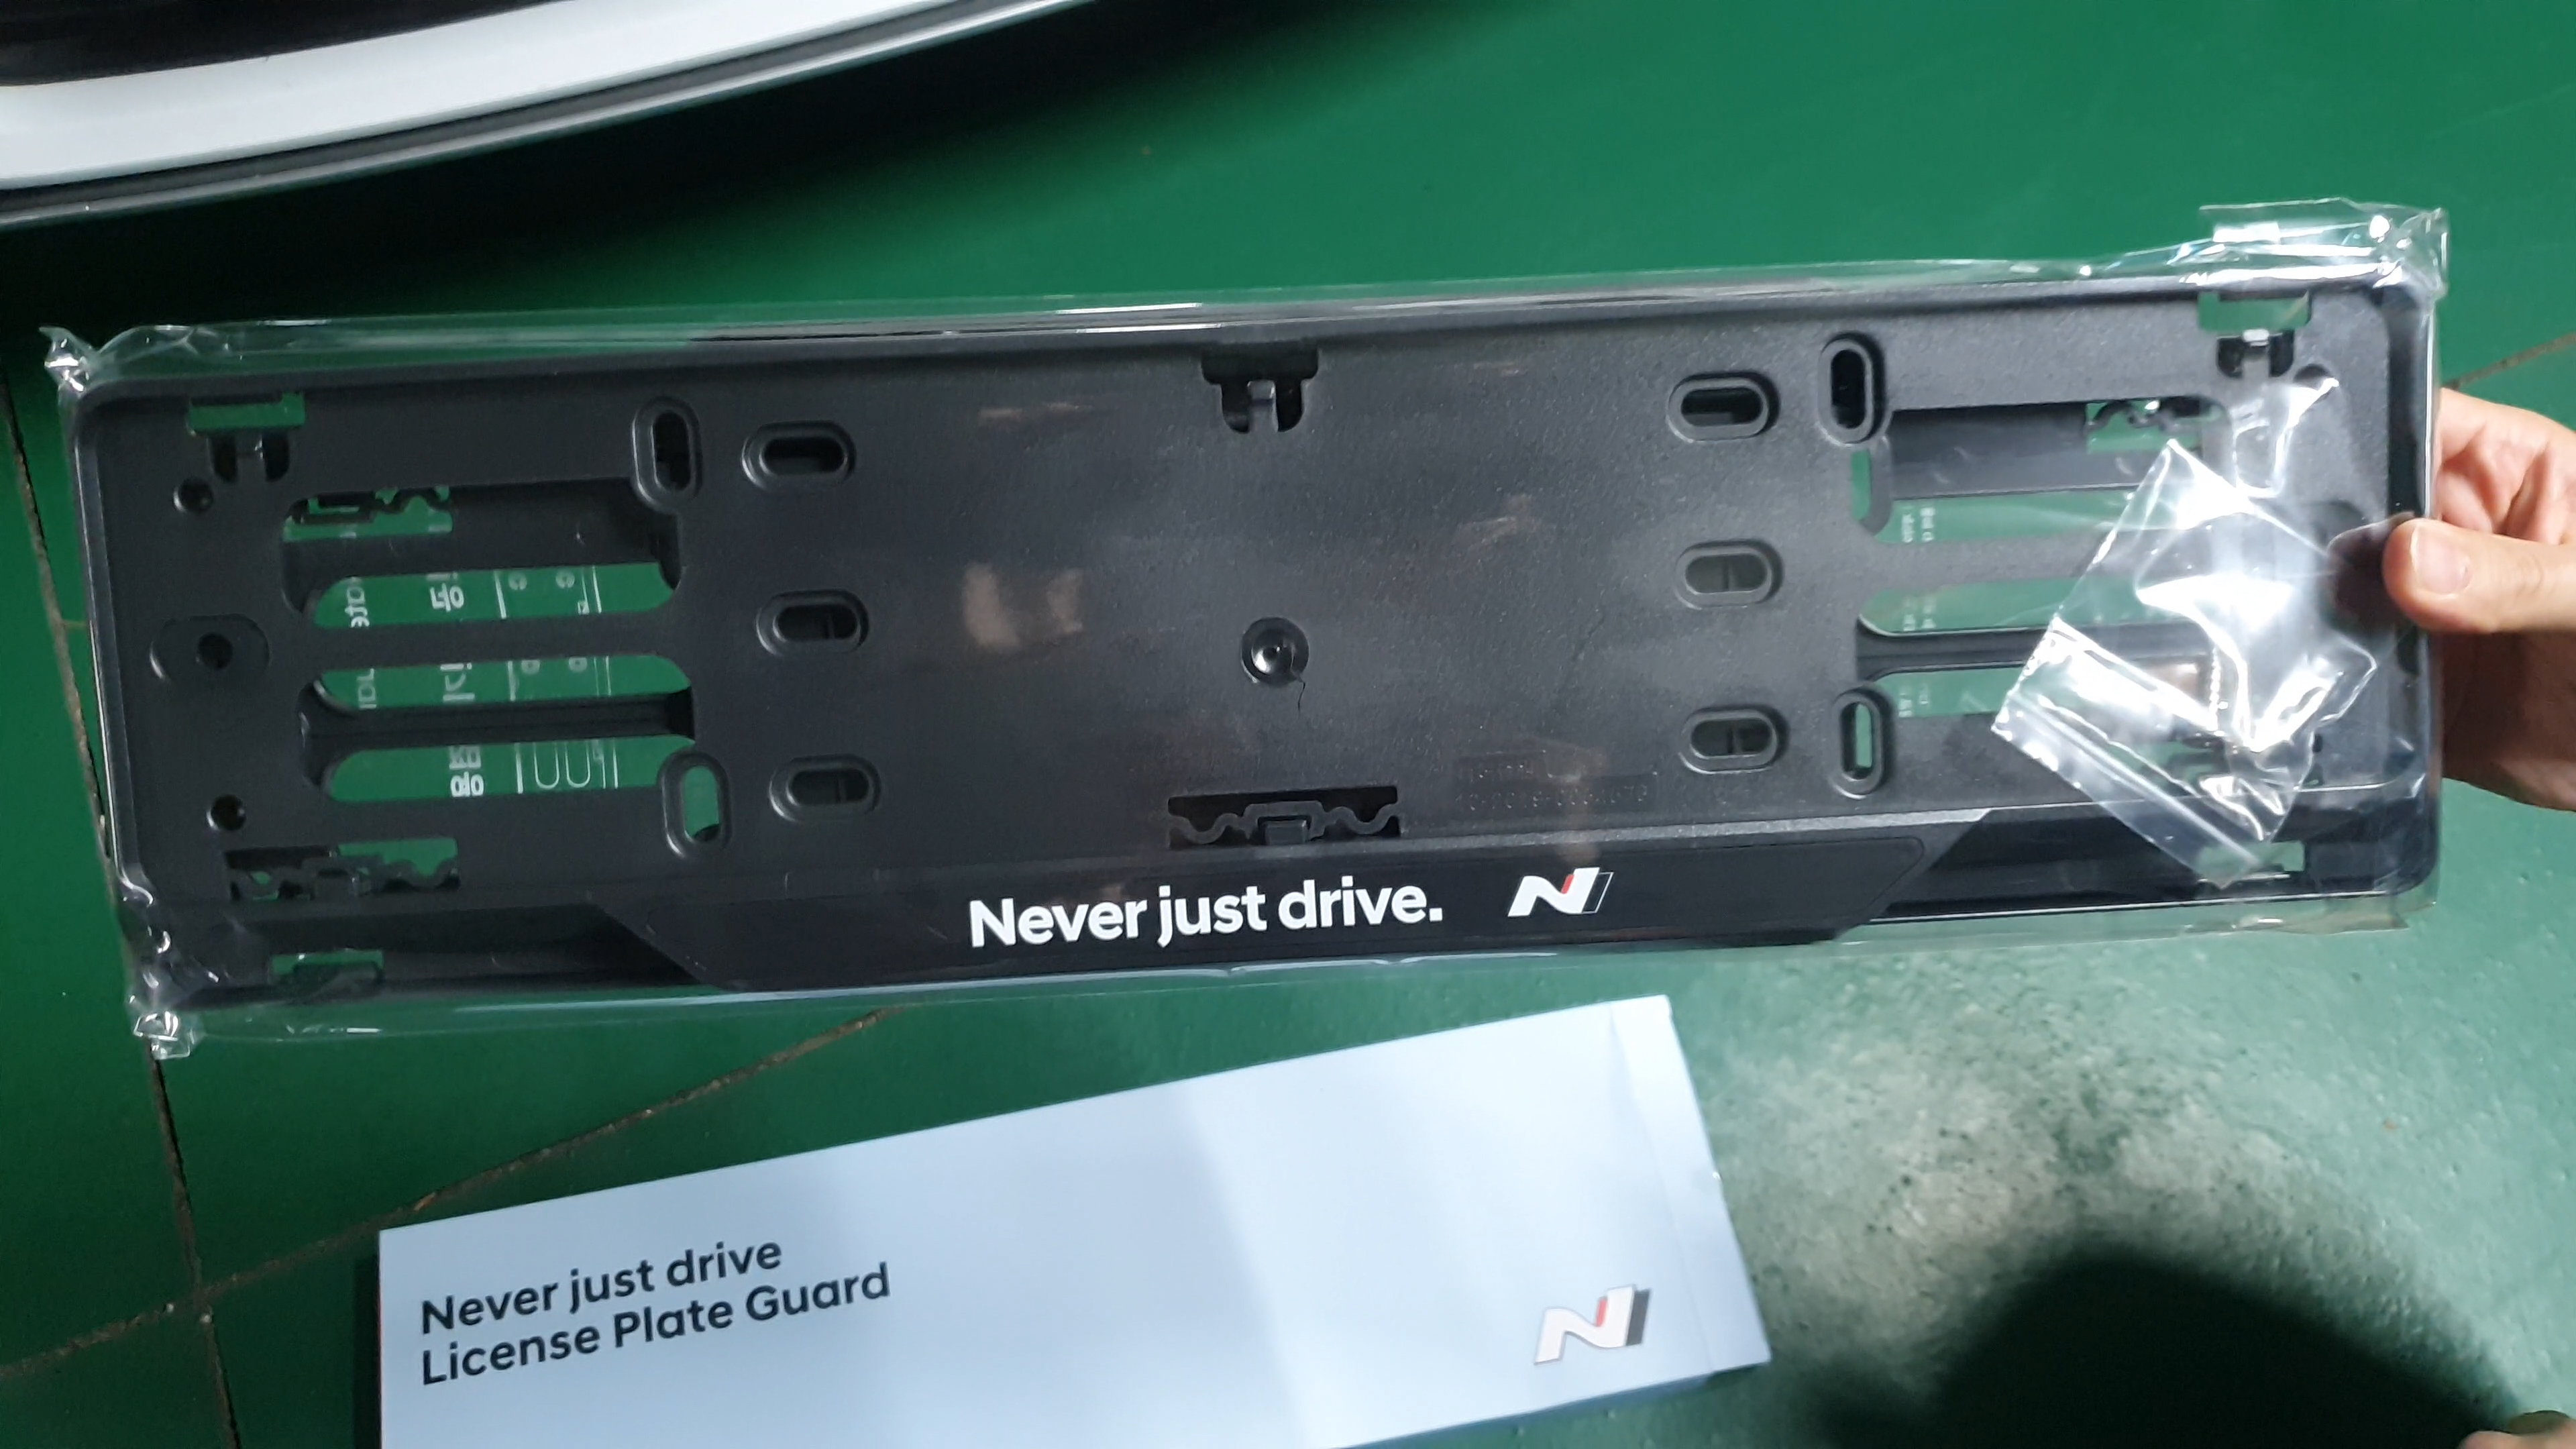 Never just drive. N
Never just drive
License Plate Guard
N